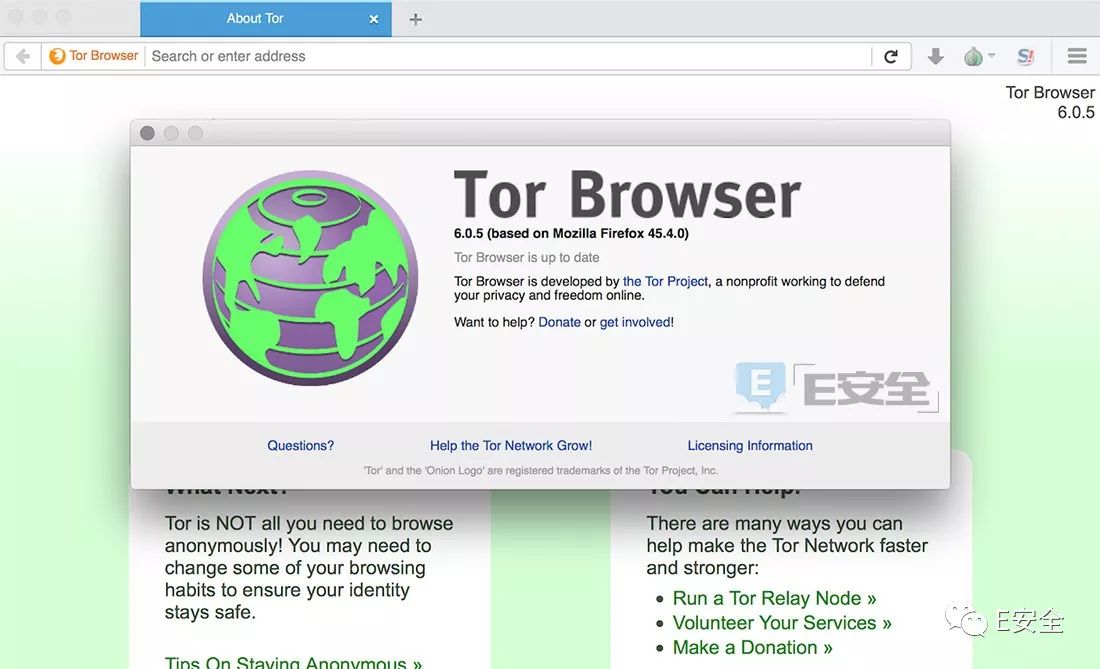 About Tor
Tor Browser
Search or enter address
S!
Tor Browser
6.0.5
Tor Browser
6.0.5 (based on Mozilla Firefox 45.4.0)
Tor Browser is up to date
Tor Browser is developed by the Tor Project, a nonprofit working to defend
your privacy and freedom online.
Want to help? Donate or get involved!
E
E安全
Questions?
Help the Tor Network Grow!
Licensing Information
'Tor' and the 'Onion Logo' are registered trademarks of the Tor Project, Inc.
What Next?
Tor is NOT all you need to browse
anonymously! You may need to
change some of your browsing
habits to ensure your identity
stays safe.
Tips On Staying Anonymous »
You Can Help!
There are many ways you can
help make the Tor Network faster
and stronger:
Run a Tor Relay Node »
Volunteer Your Services »
Make a Donation »
E安全